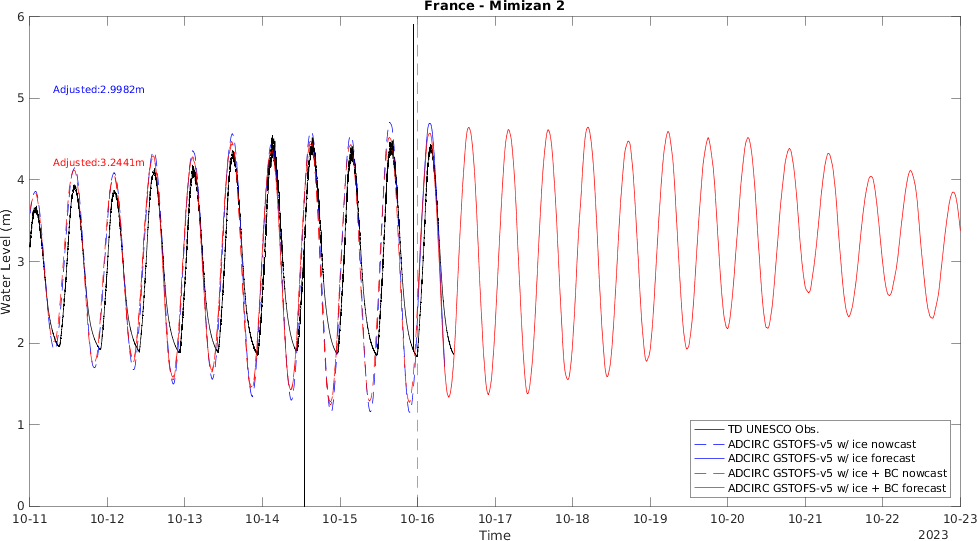 France - Mimizan 2
6
5
4
3
2
1
0
Water Level (m)
Adjusted:2.9982m
Adjusted:3.2441m
TD UNESCO Obs.
ADCIRC GSTOFS-v5 w/ ice nowcast
ADCIRC GSTOFS-v5 w/ ice forecast
ADCIRC GSTOFS-v5 w/ ice + BC nowcast
ADCIRC GSTOFS-v5 w/ ice + BC forecast
10-11 10-12 10-13 10-14 10-15 10-16 10-17 10-18 10-19 10-20 10-21 10-22 10-23
Time
2023